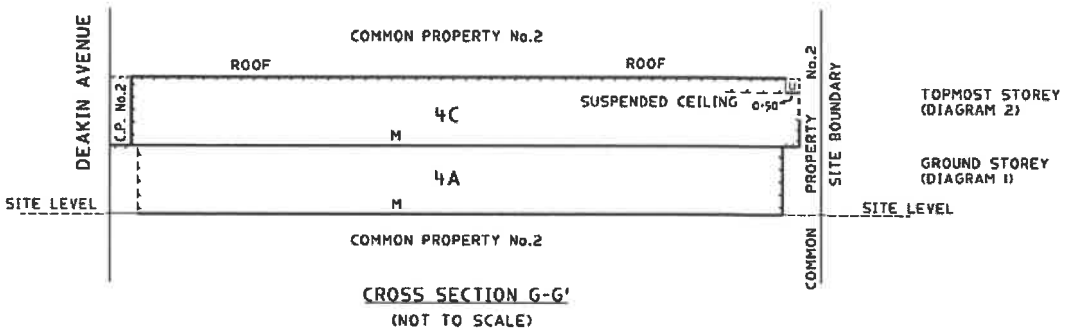 COMMON PROPERTY No.2
ROOF
ROOF
DEAKIN AVENUE
C.P. No.2
4C
M
SUSPENDED CEILING
0·50
E
COMMON PROPERTY No.2
SITE BOUNDARY
TOPMOST STOREY
(DIAGRAM 2)
4A
M
GROUND STOREY
(DIAGRAM 1)
SITE LEVEL
SITE LEVEL
COMMON PROPERTY No.2
CROSS SECTION G-G'
(NOT TO SCALE)